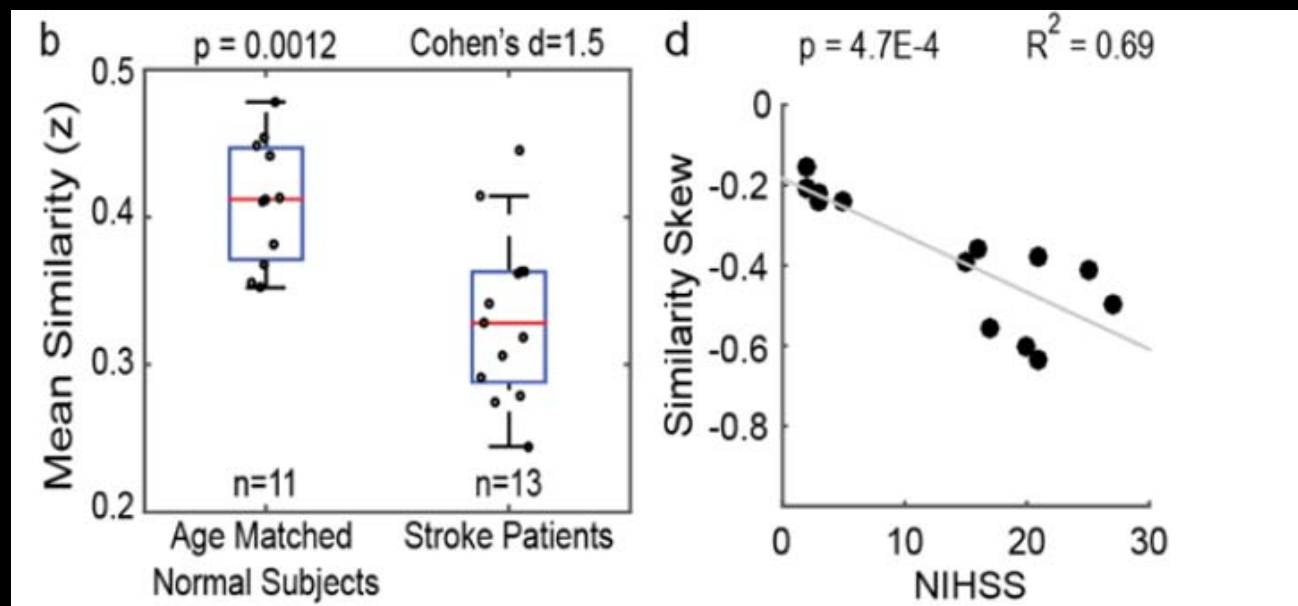 b
p = 0.0012
Cohen's d=1.5
Mean Similarity (z)
0.5
0.4
0.3
0.2
n=11
n=13
Age Matched
Normal Subjects
Stroke Patients
d
p = 4.7E-4
R² = 0.69
Similarity Skew
0
-0.2
-0.4
-0.6
-0.8
0
10
20
30
NIHSS